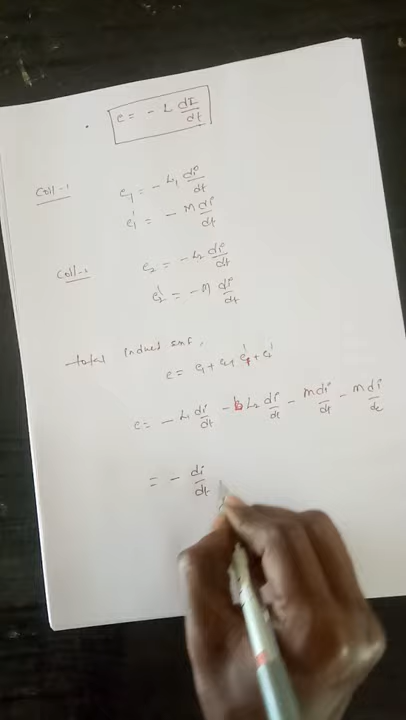 e = - L dI/dt
Coil-1
e₁ = - L₁ di/dt
e₁' = - M di/dt
Coil-2
e₂ = - L₂ di/dt
e₂' = - M di/dt
total induced emf,
e = e₁ + e₂ + e₁' + e₂'
e = - L₁ di/dt - L₂ di/dt - M di/dt - M di/dt
= - di/dt